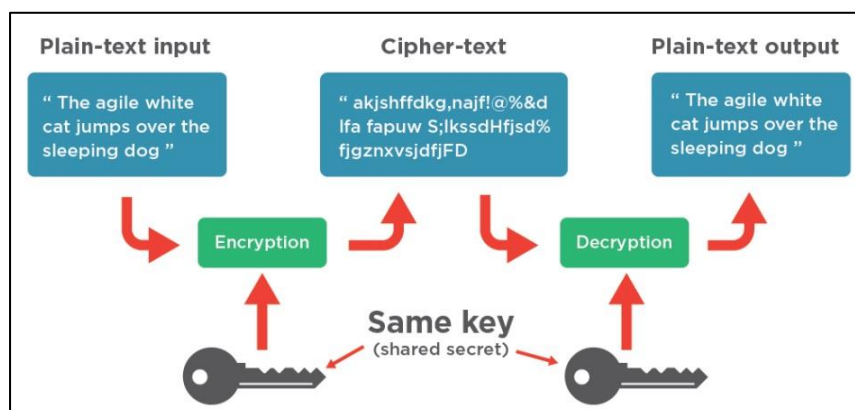 Plain-text input
Cipher-text
Plain-text output
“ The agile white
cat jumps over the
sleeping dog ”
“ akjshffdkg,najf!@%&d
lfa fapuw S;lkssdHfjsd%
fjgznxvsjdfjFD
“ The agile white
cat jumps over the
sleeping dog ”
Encryption
Decryption
Same key
(shared secret)